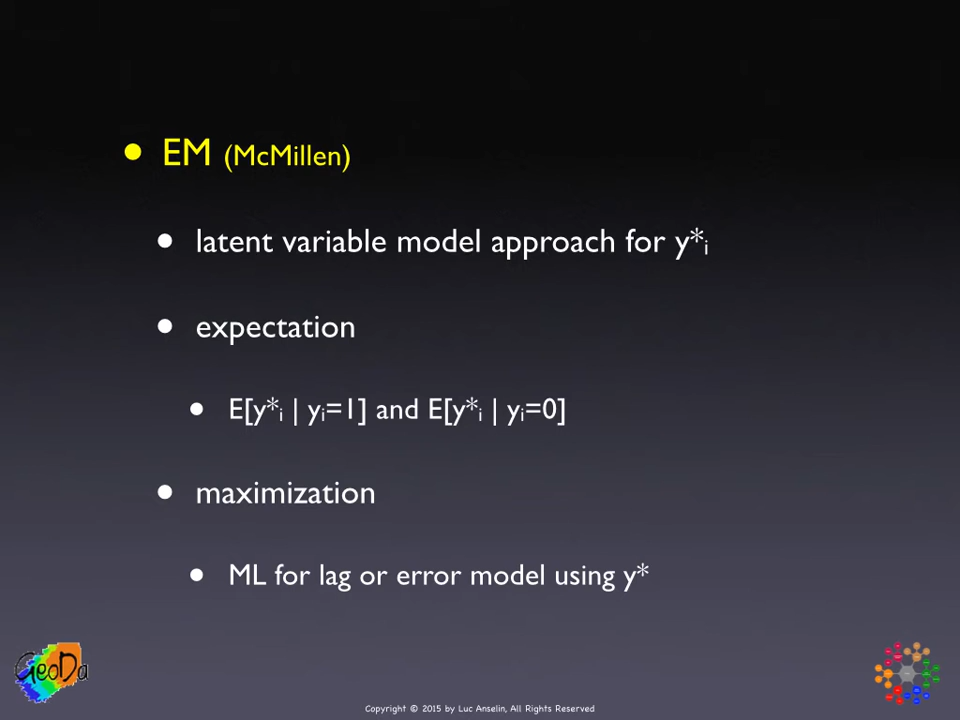 • EM (McMillen)
• latent variable model approach for y*ᵢ
• expectation
• E[y*ᵢ | yᵢ=1] and E[y*ᵢ | yᵢ=0]
• maximization
• ML for lag or error model using y*
GeoDa
Copyright © 2015 by Luc Anselin, All Rights Reserved